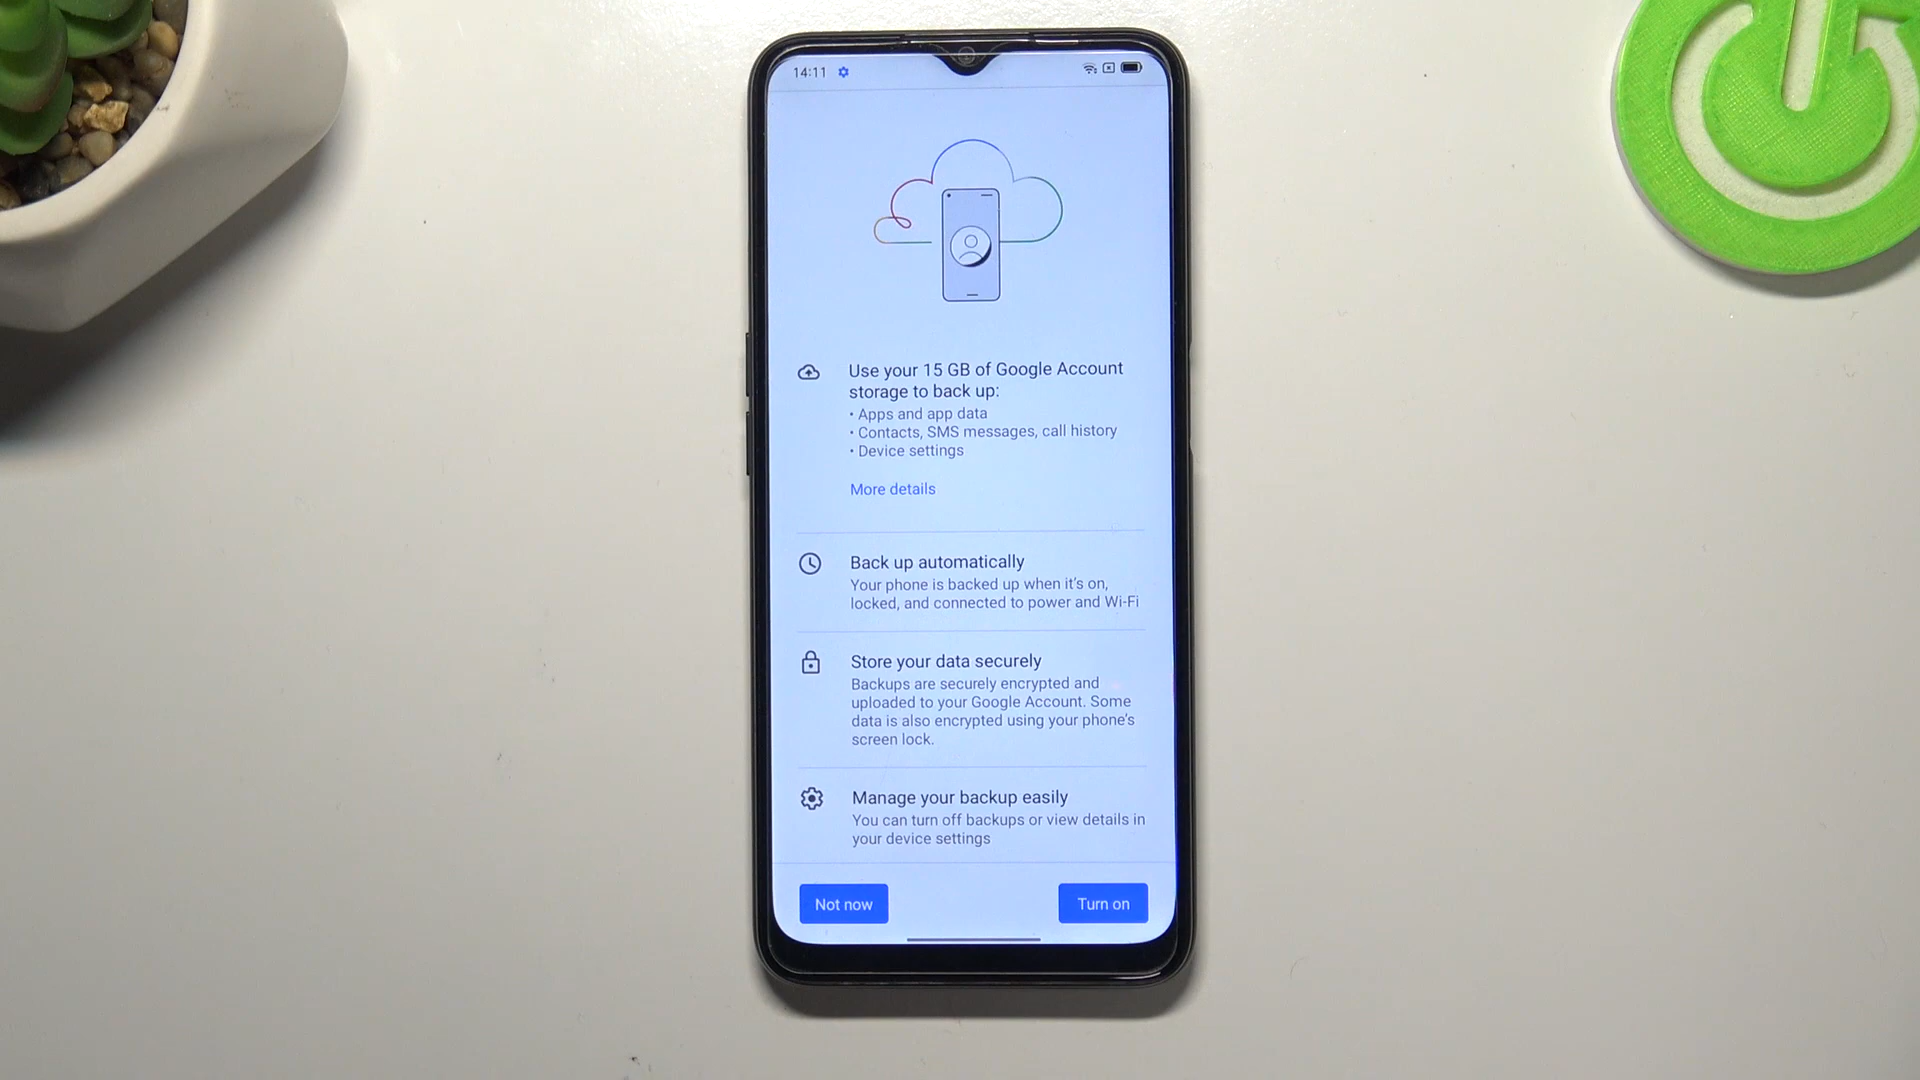 14:11
Use your 15 GB of Google Account
storage to back up:
• Apps and app data
• Contacts, SMS messages, call history
• Device settings
More details
Back up automatically
Your phone is backed up when it's on,
locked, and connected to power and Wi-Fi
Store your data securely
Backups are securely encrypted and
uploaded to your Google Account. Some
data is also encrypted using your phone's
screen lock.
Manage your backup easily
You can turn off backups or view details in
your device settings
Not now
Turn on